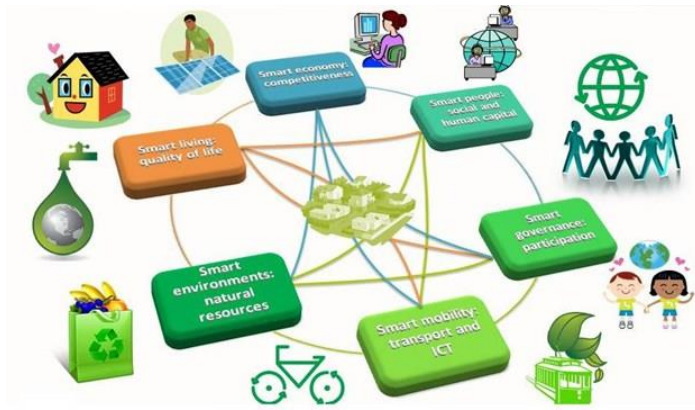 Smart economy:
competitiveness
Smart people:
social and
human capital
Smart living:
quality of life
Smart
governance:
participation
Smart
environments:
natural
resources
Smart mobility:
transport and
ICT